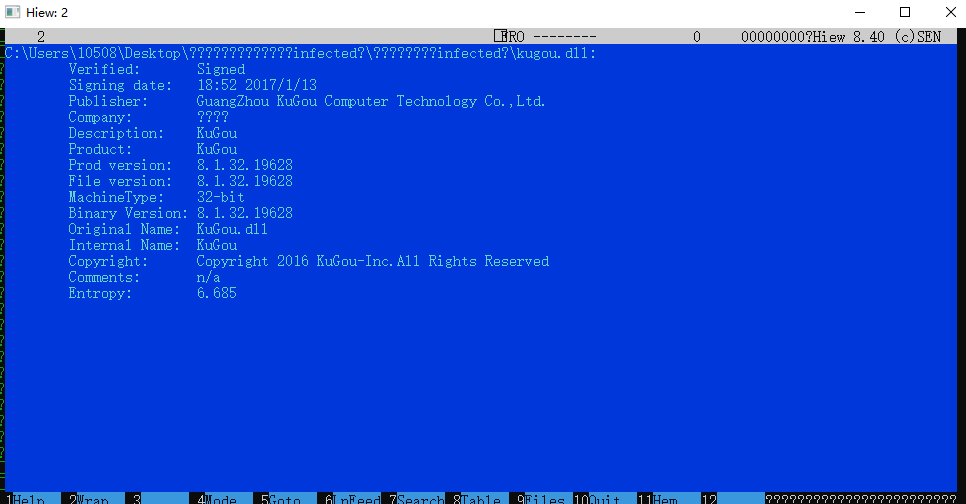 Hiew: 2
2 FRO -------- 0 00000000?Hiew 8.40 (c)SEN
C:\Users\10508\Desktop\?????????????infected?\????????infected?\kugou.dll:
Verified: Signed
Signing date: 18:52 2017/1/13
Publisher: GuangZhou KuGou Computer Technology Co.,Ltd.
Company: ????
Description: KuGou
Product: KuGou
Prod version: 8.1.32.19628
File version: 8.1.32.19628
MachineType: 32-bit
Binary Version: 8.1.32.19628
Original Name: KuGou.dll
Internal Name: KuGou
Copyright: Copyright 2016 KuGou-Inc.All Rights Reserved
Comments: n/a
Entropy: 6.685
1Help 2Wrap 3 4Mode 5Goto 6LnFeed 7Search 8Table 9Files 10Quit 11Hem 12 ????????????????????????